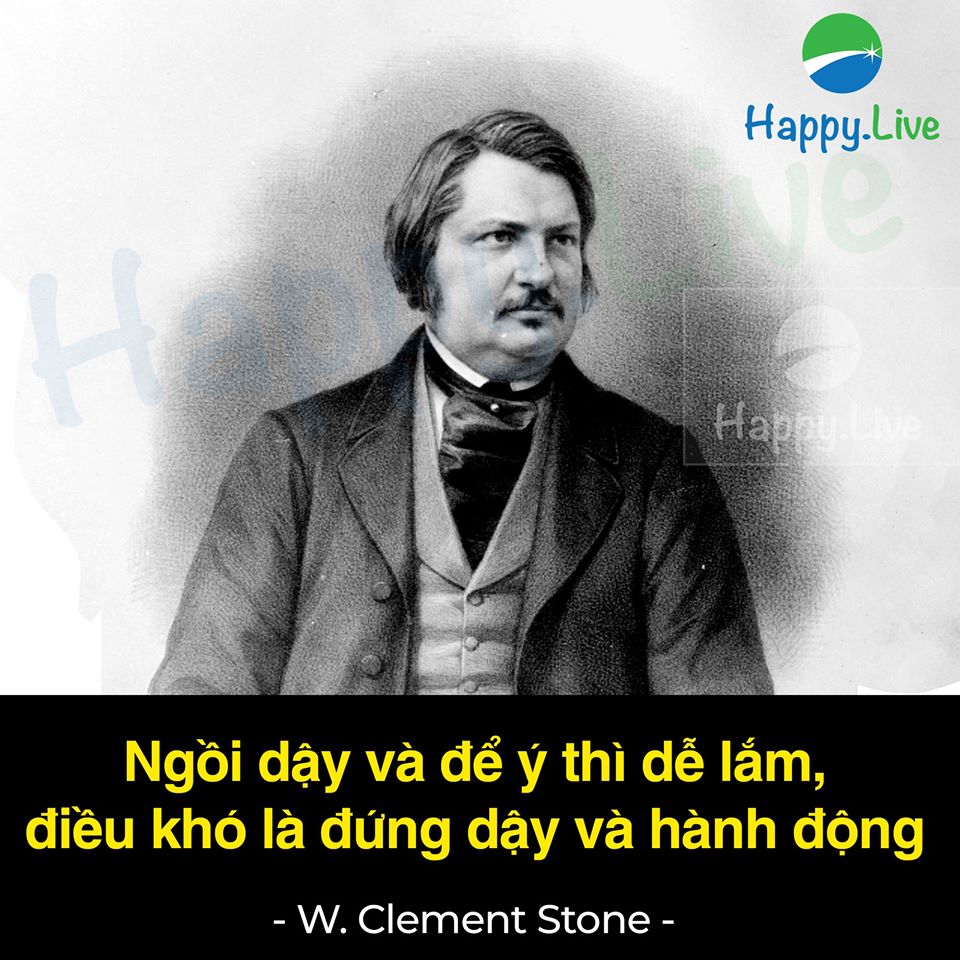 Happy.Live
Happy.Live
Happy.Live
Ngồi dậy và để ý thì dễ lắm,
điều khó là đứng dậy và hành động
- W. Clement Stone -